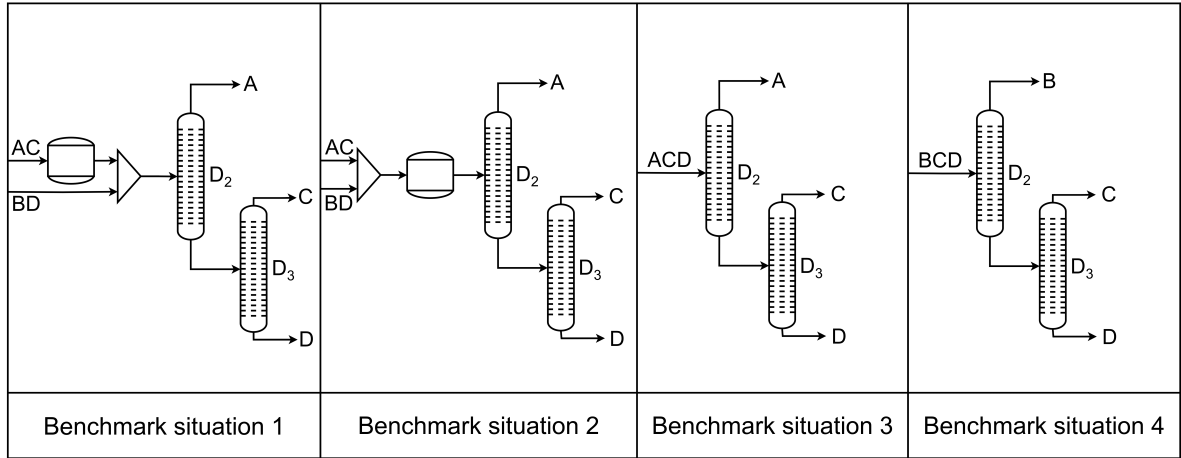 A
AC
BD
D2
C
D3
D
Benchmark situation 1
A
AC
BD
D2
C
D3
D
Benchmark situation 2
A
ACD
D2
C
D3
D
Benchmark situation 3
B
BCD
D2
C
D3
D
Benchmark situation 4